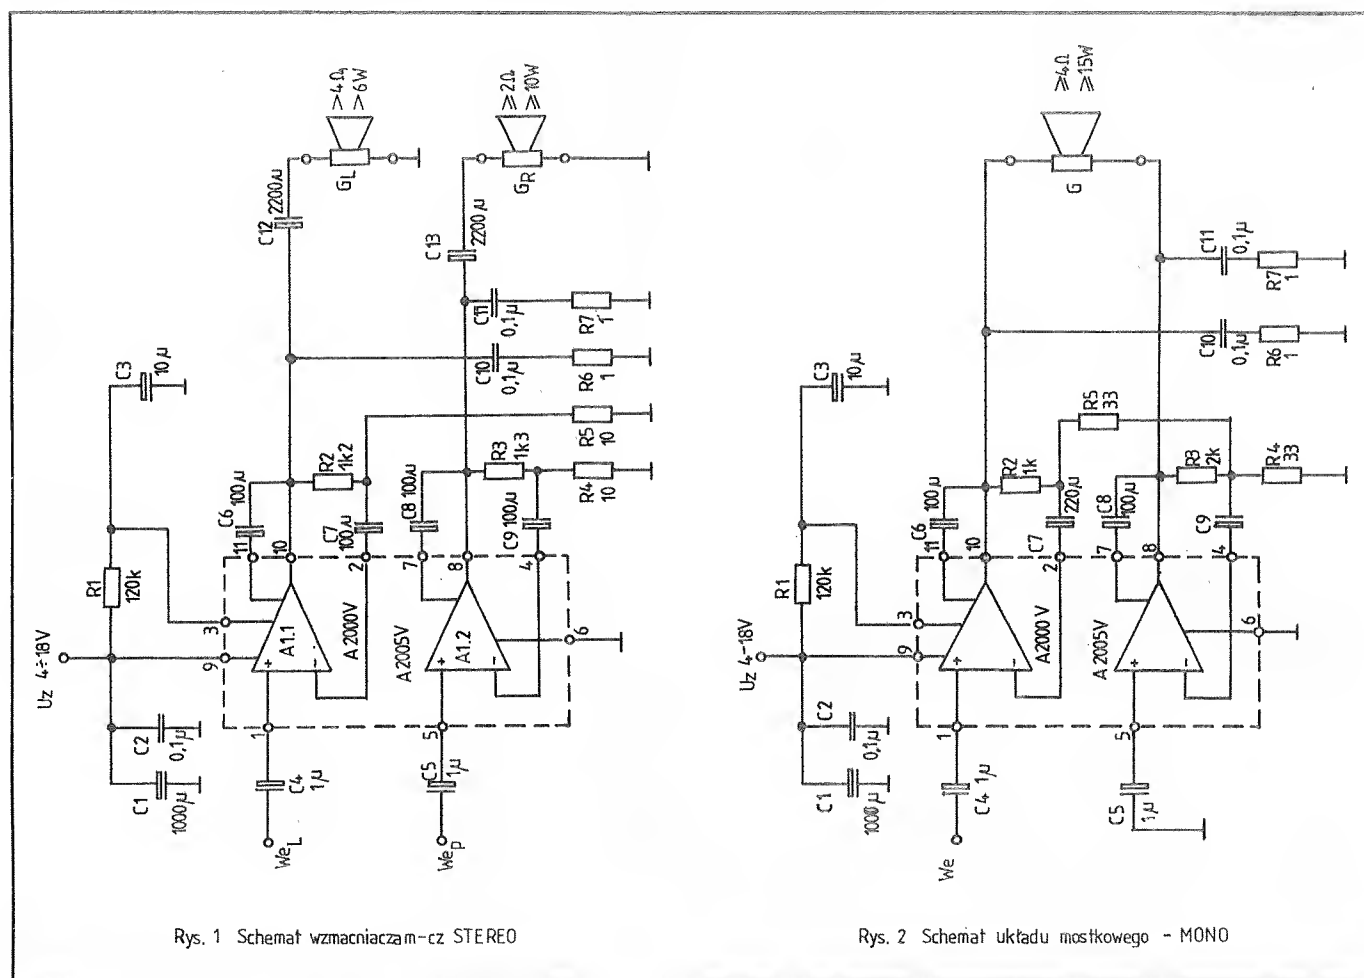 >4Ω,
>6W
GL
C12
2200μ
≥2Ω
≥10W
GR
C13
2200μ
C3
10μ
C11
0,1μ
R7
1
C10
0,1μ
R6
1
R5
10
C6
100μ
R2
1k2
C7
100μ
C8
100μ
R3
1k3
C9
100μ
R4
10
R1
120k
11
10
2
7
8
4
3
9
6
1
5
A1.1
+
-
A2000V
A2005V
A1.2
+
-
Uz 4÷18V
C2
0,1μ
C1
1000μ
C4
1μ
C5
1μ
WeL
WeP
Rys. 1 Schemat wzmacniacza m-cz STEREO
≥4Ω
≥15W
G
C11
0,1μ
R7
1
C10
0,1μ
R6
1
C3
10μ
R5
33
C6
100μ
R2
1k
C7
220μ
C8
100μ
R3
2k
C9
R4
33
R1
120k
11
10
2
7
8
4
3
9
6
1
5
+
-
A2000V
A2005V
+
-
Uz 4-18V
C2
0,1μ
C1
1000μ
C4
1μ
C5
1μ
We
Rys. 2 Schemat układu mostkowego - MONO